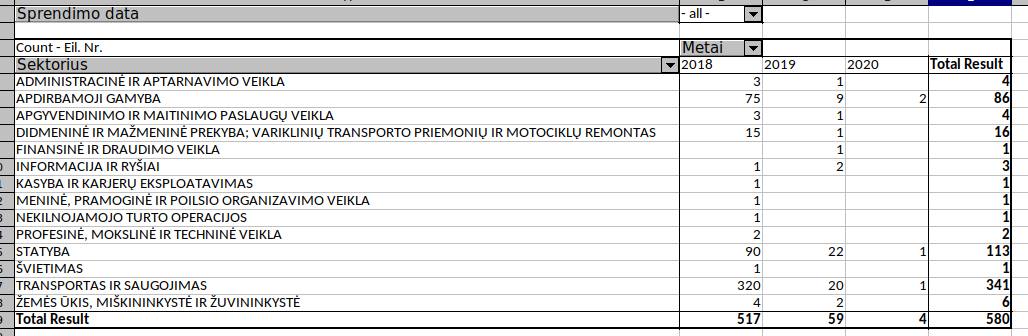 Sprendimo data - all -
Count - Eil. Nr. Metai
Sektorius 2018 2019 2020 Total Result
ADMINISTRACINĖ IR APTARNAVIMO VEIKLA 3 1 4
APDIRBAMOJI GAMYBA 75 9 2 86
APGYVENDINIMO IR MAITINIMO PASLAUGŲ VEIKLA 3 1 4
DIDMENINĖ IR MAŽMENINĖ PREKYBA; VARIKLINIŲ TRANSPORTO PRIEMONIŲ IR MOTOCIKLŲ REMONTAS 15 1 16
FINANSINĖ IR DRAUDIMO VEIKLA 1 1
INFORMACIJA IR RYŠIAI 1 2 3
KASYBA IR KARJERŲ EKSPLOATAVIMAS 1 1
MENINĖ, PRAMOGINĖ IR POILSIO ORGANIZAVIMO VEIKLA 1 1
NEKILNOJAMOJO TURTO OPERACIJOS 1 1
PROFESINĖ, MOKSLINĖ IR TECHNINĖ VEIKLA 2 2
STATYBA 90 22 1 113
ŠVIETIMAS 1 1
TRANSPORTAS IR SAUGOJIMAS 320 20 1 341
ŽEMĖS ŪKIS, MIŠKININKYSTĖ IR ŽUVININKYSTĖ 4 2 6
Total Result 517 59 4 580